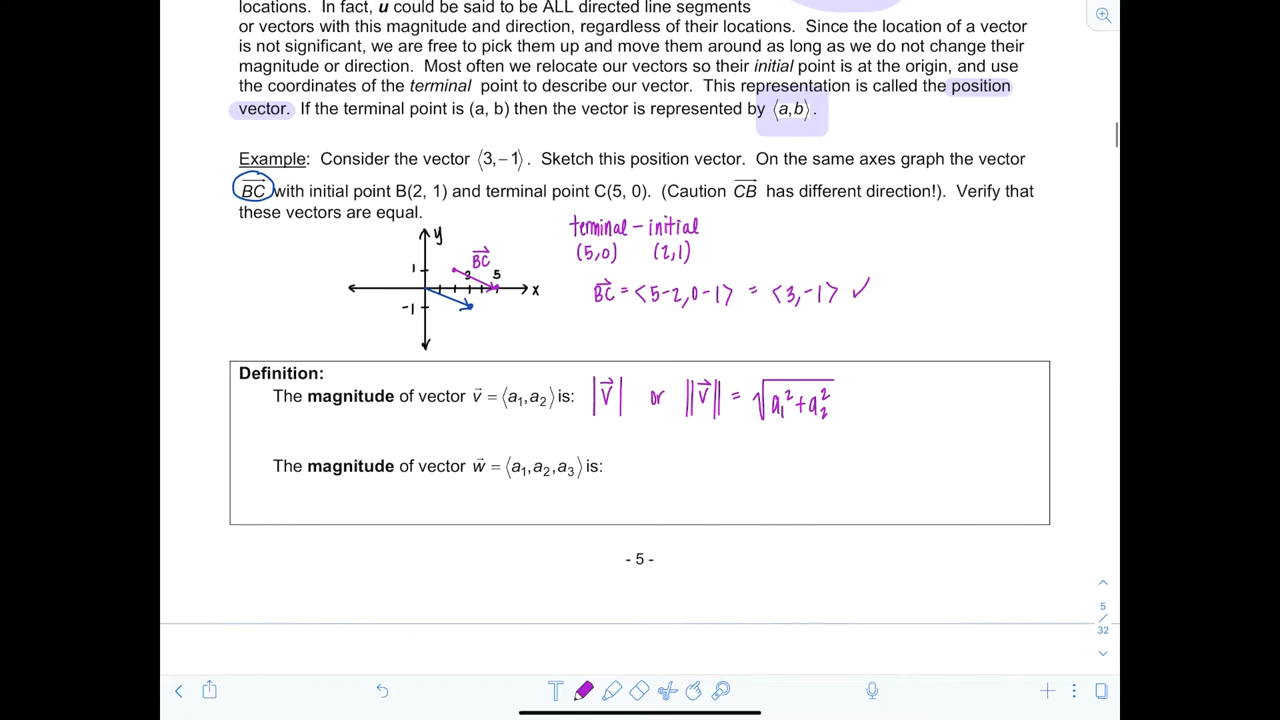 locations. In fact, u could be said to be ALL directed line segments
or vectors with this magnitude and direction, regardless of their locations. Since the location of a vector
is not significant, we are free to pick them up and move them around as long as we do not change their
magnitude or direction. Most often we relocate our vectors so their initial point is at the origin, and use
the coordinates of the terminal point to describe our vector. This representation is called the position
vector. If the terminal point is (a, b) then the vector is represented by ⟨a,b⟩.
Example: Consider the vector ⟨3,−1⟩. Sketch this position vector. On the same axes graph the vector
BC with initial point B(2, 1) and terminal point C(5, 0). (Caution CB has different direction!). Verify that
these vectors are equal.
terminal − initial
(5,0) (2,1)
y
BC
1 3 5
x
−1
BC = <5-2, 0-1> = <3, -1> ✓
Definition:
The magnitude of vector v⃗ = ⟨a₁,a₂⟩ is: |v⃗| or ||v⃗|| = √a₁² + a₂²
The magnitude of vector w⃗ = ⟨a₁,a₂,a₃⟩ is:
- 5 -
5
/
32
T